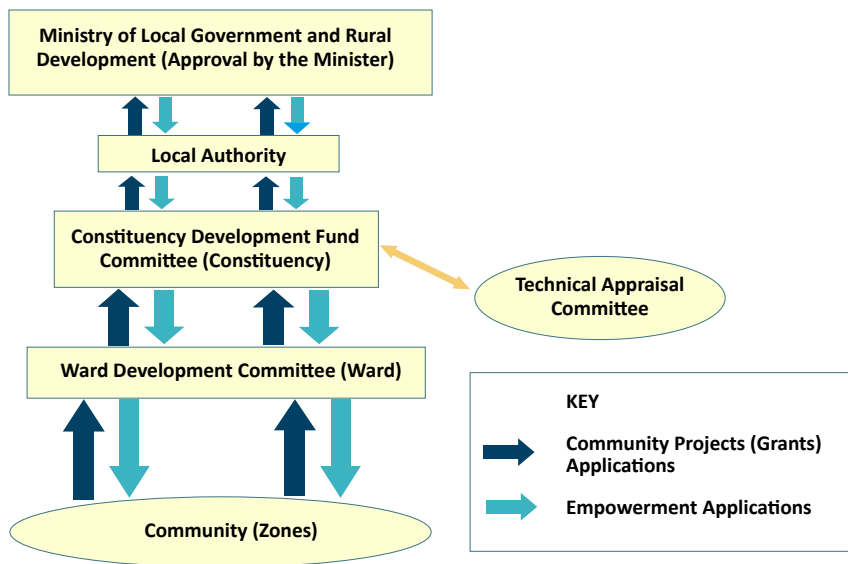 Ministry of Local Government and Rural
Development (Approval by the Minister)
Local Authority
Constituency Development Fund
Committee (Constituency)
Technical Appraisal
Committee
Ward Development Committee (Ward)
Community (Zones)
KEY
Community Projects (Grants)
Applications
Empowerment Applications